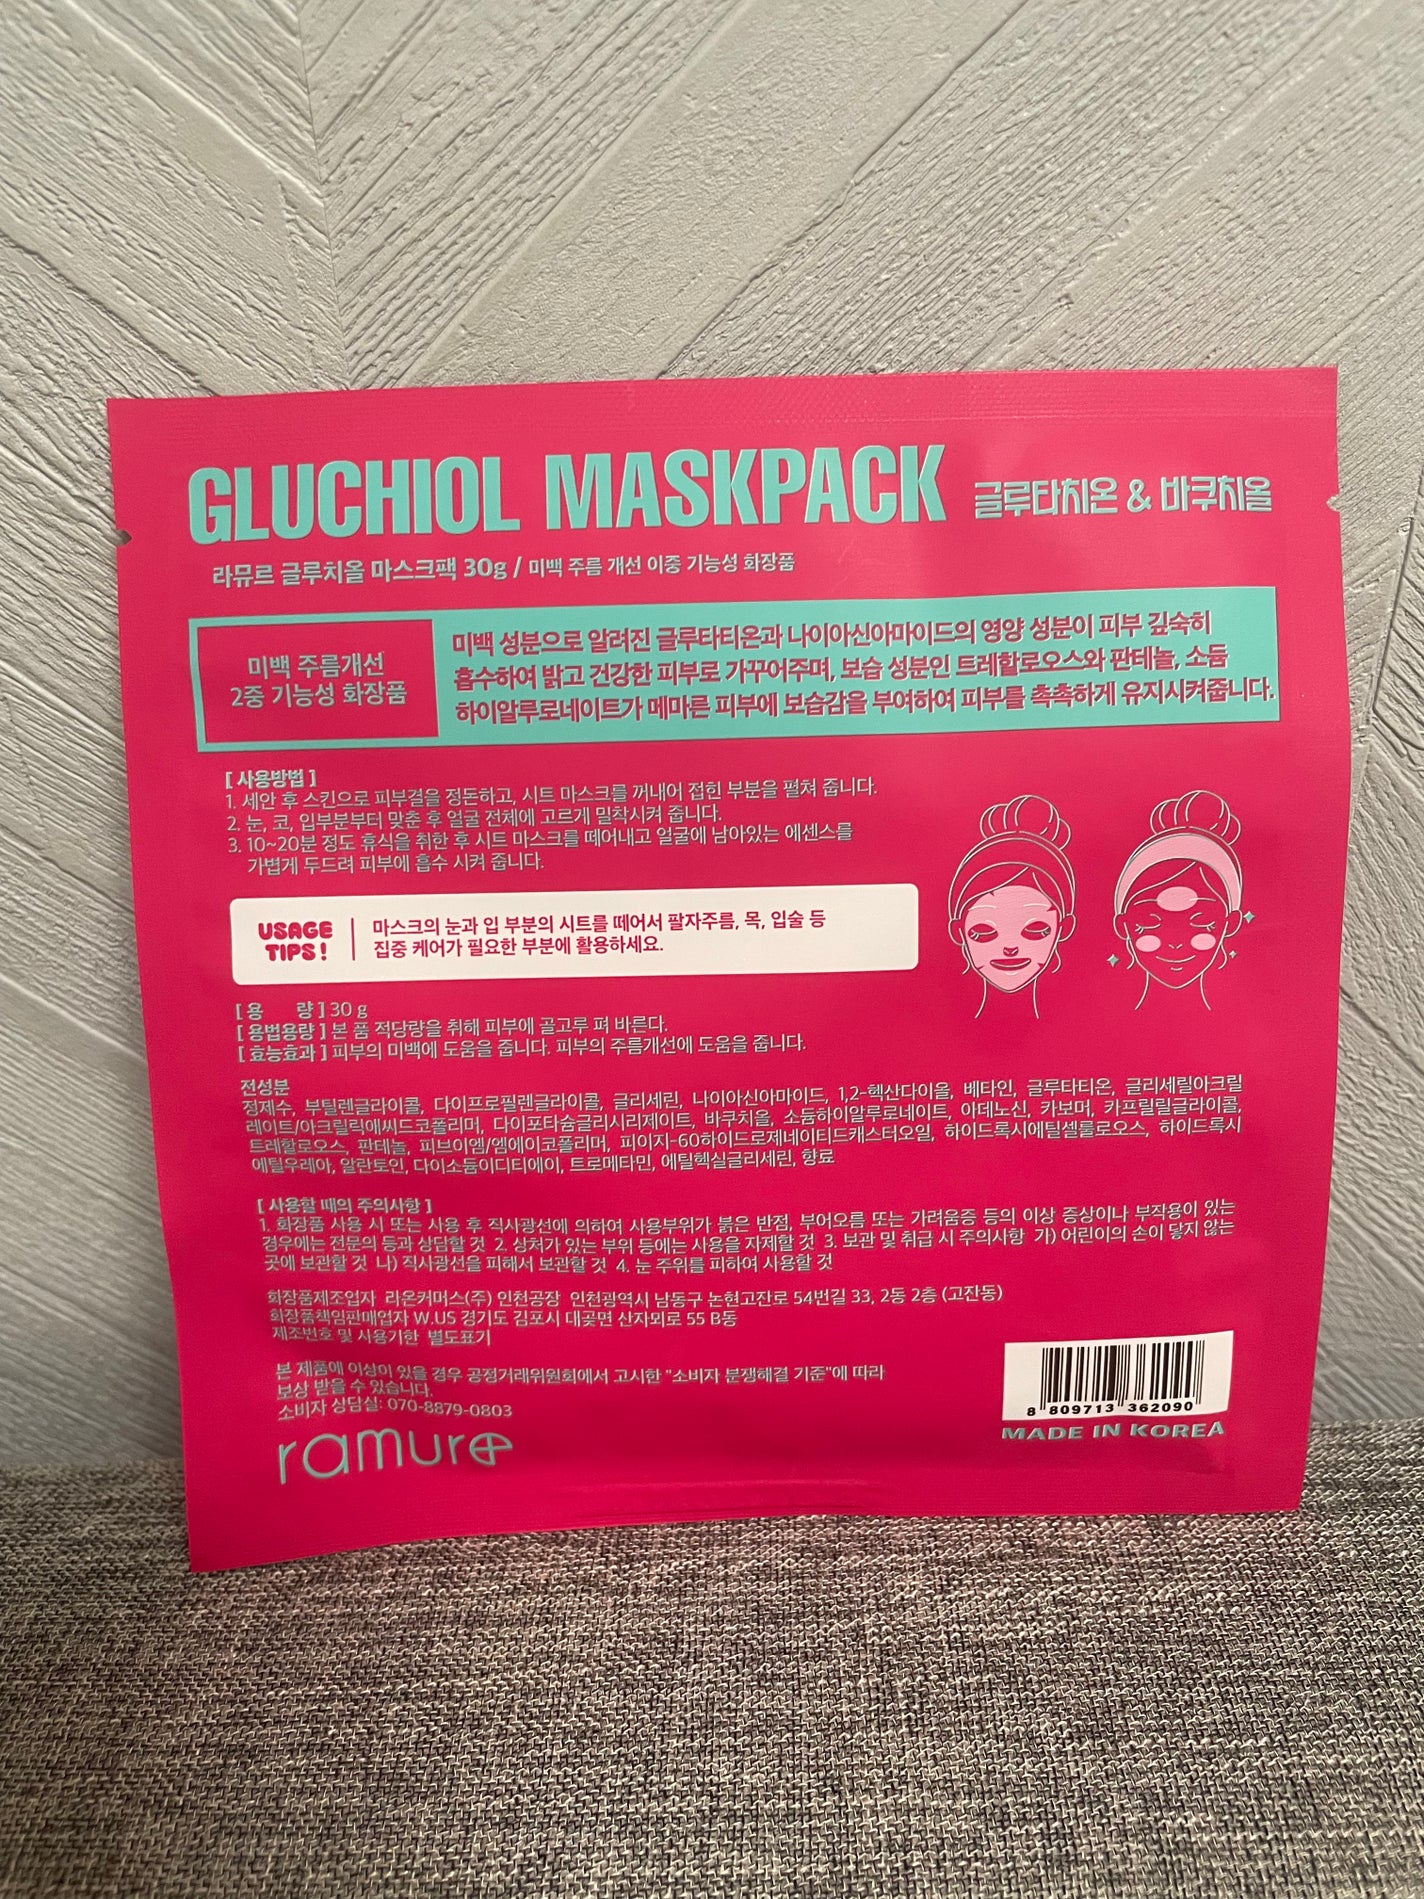 GLUCHIOL MASKPACK 글루타치온 & 바쿠치올
라뮤르 글루치올 마스크팩 30g / 미백 주름 개선 이중 기능성 화장품
미백 주름개선
2중 기능성 화장품
미백 성분으로 알려진 글루타티온과 나이아신아마이드의 영양 성분이 피부 깊숙히
흡수하여 밝고 건강한 피부로 가꾸어주며, 보습 성분인 트레할로오스와 판테놀, 소듐
하이알루로네이트가 메마른 피부에 보습감을 부여하여 피부를 촉촉하게 유지시켜줍니다.
[ 사용방법 ]
1. 세안 후 스킨으로 피부결을 정돈하고, 시트 마스크를 꺼내어 접힌 부분을 펼쳐 줍니다.
2. 눈, 코, 입부분부터 맞춘 후 얼굴 전체에 고르게 밀착시켜 줍니다.
3. 10~20분 정도 휴식을 취한 후 시트 마스크를 떼어내고 얼굴에 남아있는 에센스를
가볍게 두드려 피부에 흡수 시켜 줍니다.
USAGE
TIPS!
마스크의 눈과 입 부분의 시트를 떼어서 팔자주름, 목, 입술 등
집중 케어가 필요한 부분에 활용하세요.
[ 용 량 ] 30 g
[ 용법용량 ] 본 품 적당량을 취해 피부에 골고루 펴 바른다.
[ 효능효과 ] 피부의 미백에 도움을 줍니다. 피부의 주름개선에 도움을 줍니다.
전성분
정제수, 부틸렌글라이콜, 다이프로필렌글라이콜, 글리세린, 나이아신아마이드, 1,2-헥산다이올, 베타인, 글루타티온, 글리세릴아크릴
레이트/아크릴릭애씨드코폴리머, 다이포타슘글리시리제이트, 바쿠치올, 소듐하이알루로네이트, 아데노신, 카보머, 카프릴릴글라이콜,
트레할로오스, 판테놀, 피브이엠/엠에이코폴리머, 피이지-60하이드로제네이티드캐스터오일, 하이드록시에틸셀룰로오스, 하이드록시
에틸우레아, 알란토인, 다이소듐이디티에이, 트로메타민, 에틸헥실글리세린, 향료
[ 사용할 때의 주의사항 ]
1. 화장품 사용 시 또는 사용 후 직사광선에 의하여 사용부위가 붉은 반점, 부어오름 또는 가려움증 등의 이상 증상이나 부작용이 있는
경우에는 전문의 등과 상담할 것 2. 상처가 있는 부위 등에는 사용을 자제할 것 3. 보관 및 취급 시 주의사항 가) 어린이의 손이 닿지 않는
곳에 보관할 것 나) 직사광선을 피해서 보관할 것 4. 눈 주위를 피하여 사용할 것
화장품제조업자 라온커머스(주) 인천공장 인천광역시 남동구 논현고잔로 54번길 33, 2동 2층 (고잔동)
화장품책임판매업자 W.US 경기도 김포시 대곶면 산자뫼로 55 B동
제조번호 및 사용기한 별도표기
본 제품에 이상이 있을 경우 공정거래위원회에서 고시한 "소비자 분쟁해결 기준"에 따라
보상 받을 수 있습니다.
소비자 상담실: 070-8879-0803
ramure
8 809713 362090
MADE IN KOREA